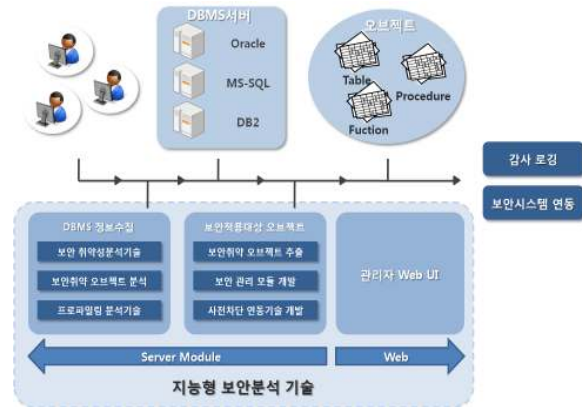 DBMS서버
Oracle
MS-SQL
DB2
오브젝트
Table
Procedure
Fuction
감사 로깅
보안시스템 연동
DBMS 정보수집
보안 취약성분석기술
보안취약 오브젝트 분석
프로파일링 분석기술
보안적용대상 오브젝트
보안취약 오브젝트 추출
보안 관리 모듈 개발
사전차단 연동기술 개발
관리자 Web UI
Server Module
Web
지능형 보안분석 기술